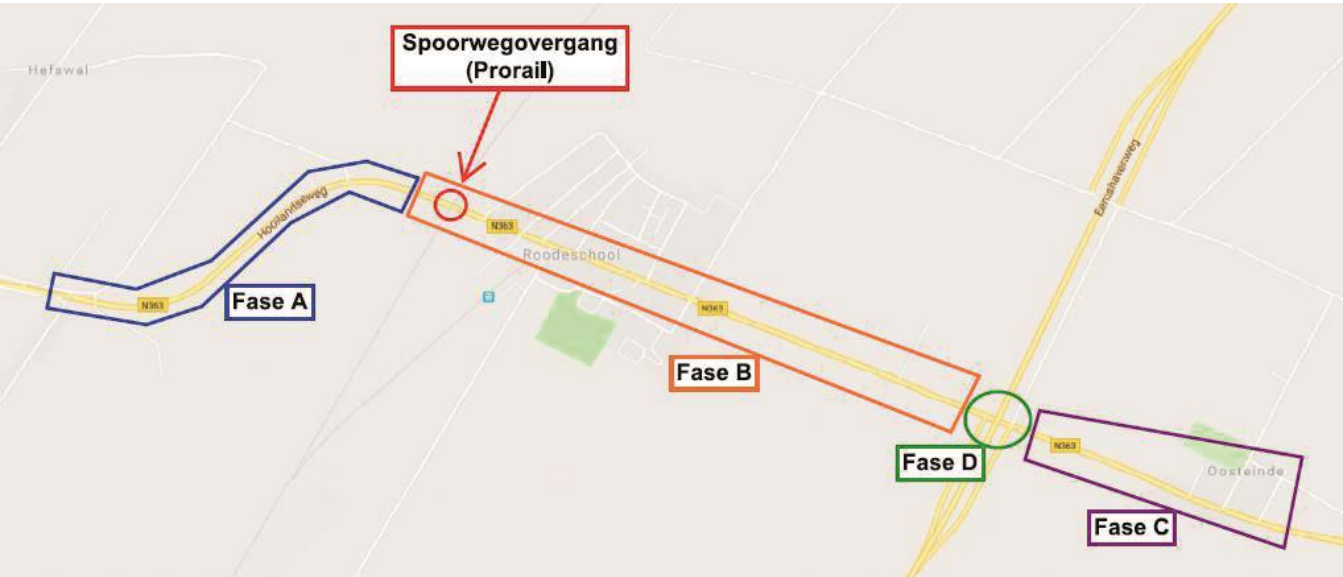 Spoorwegovergang
(Prorail)
Hefswal
Eemshavenweg
Hooilandseweg
N363
Roodeschool
N363
Fase A
N363
Fase B
N363
Fase D
Oosteinde
Fase C